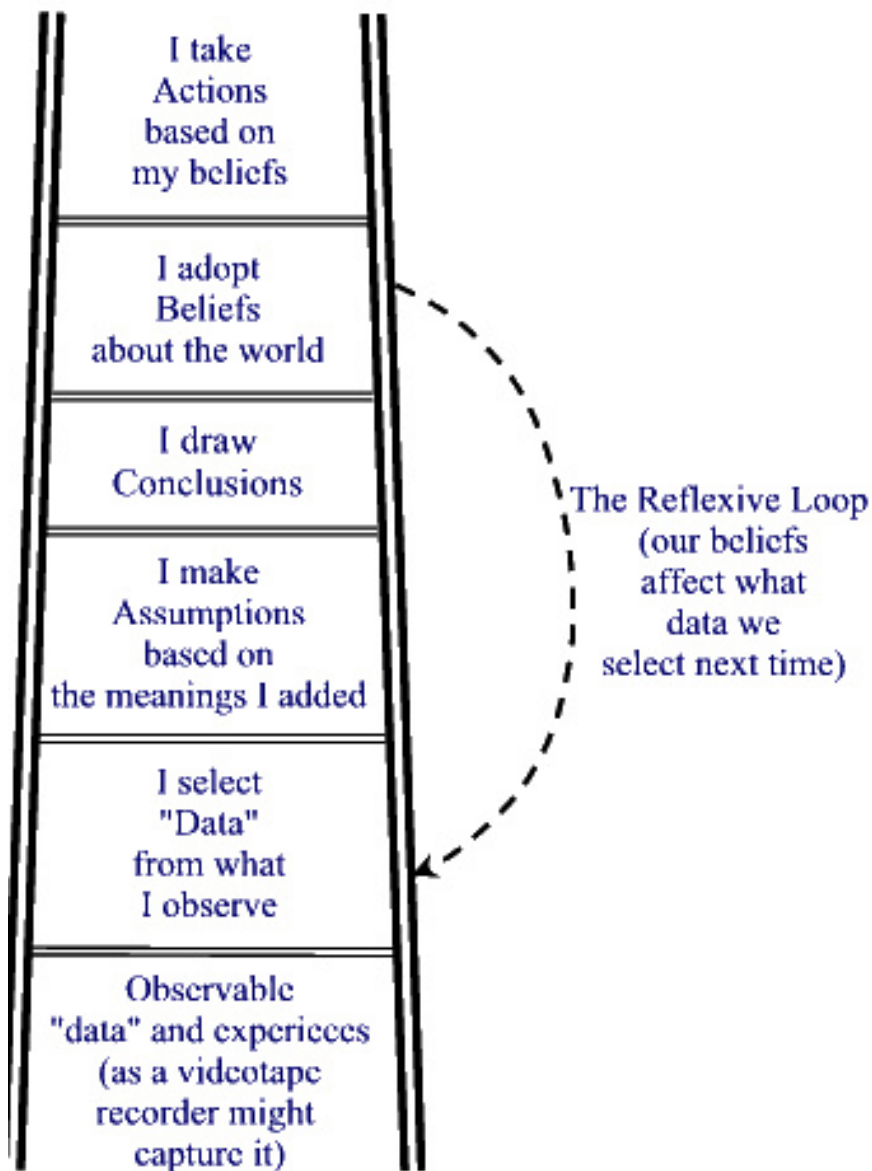 I take
Actions
based on
my beliefs
I adopt
Beliefs
about the world
I draw
Conclusions
I make
Assumptions
based on
the meanings I added
I select
"Data"
from what
I observe
Observable
"data" and experieces
(as a videotape
recorder might
capture it)
The Reflexive Loop
(our beliefs
affect what
data we
select next time)